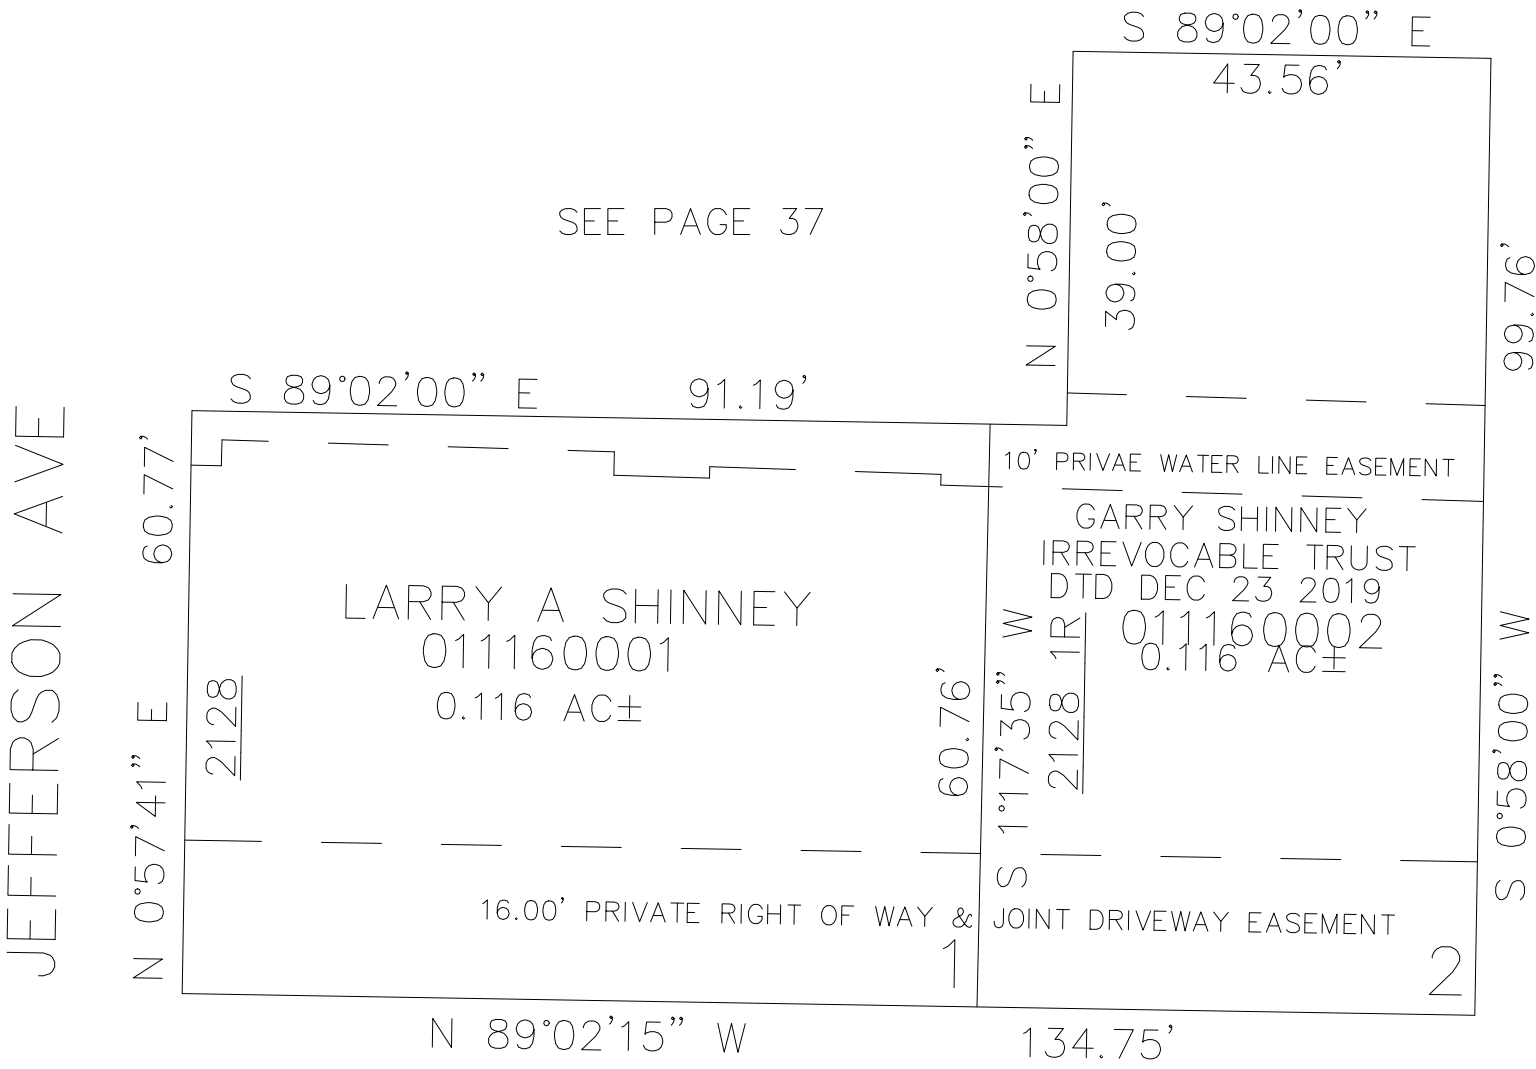 S 89°02'00" E
43.56'
N 0°58'00" E
39.00'
99.76'
S 0°58'00" W
SEE PAGE 37
S 89°02'00" E
91.19'
JEFFERSON AVE
60.77'
N 0°57'41" E
10' PRIVAE WATER LINE EASEMENT
GARRY SHINNEY
IRREVOCABLE TRUST
DTD DEC 23 2019
011160002
0.116 AC±
2128 1R
LARRY A SHINNEY
011160001
0.116 AC±
2128
60.76'
S 1°17'35" W
16.00' PRIVATE RIGHT OF WAY & JOINT DRIVEWAY EASEMENT
1
2
N 89°02'15" W
134.75'